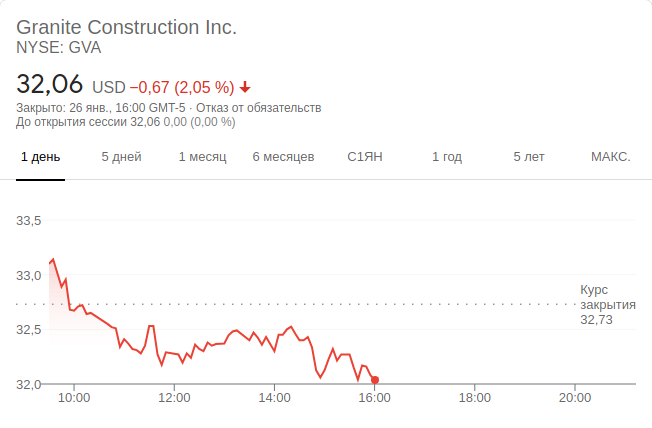 Granite Construction Inc.
NYSE: GVA
32,06 USD −0,67 (2,05 %)
Закрыто: 26 янв., 16:00 GMT-5 · Отказ от обязательств
До открытия сессии 32,06 0,00 (0,00 %)
1 день 5 дней 1 месяц 6 месяцев С1ЯН 1 год 5 лет МАКС.
33,5
33,0
Курс
закрытия
32,73
32,5
32,0
10:00 12:00 14:00 16:00 18:00 20:00